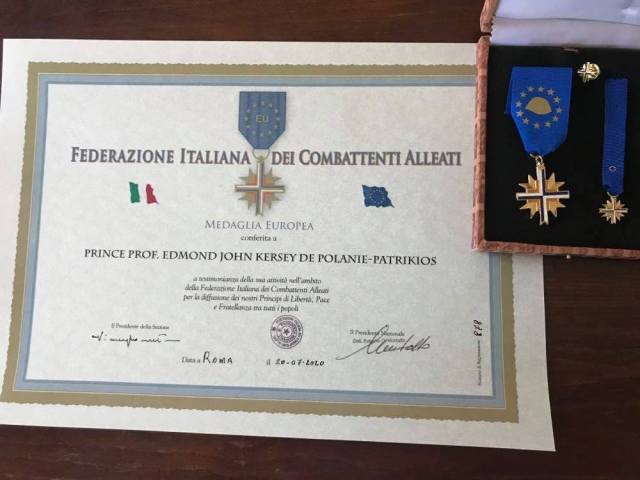 EU
FEDERAZIONE ITALIANA DEI COMBATTENTI ALLEATI
MEDAGLIA EUROPEA
conferita a
PRINCE PROF. EDMOND JOHN KERSEY DE POLANIE-PATRIKIOS
a testimonianza della sua attività nell'ambito
della Federazione Italiana dei Combattenti Alleati
per la diffusione dei nostri Principi di Libertà, Pace
e Fratellanza tra tutti i popoli
Il Presidente della Sezione
Il Presidente Nazionale
Data a ROMA il 20-07-2020